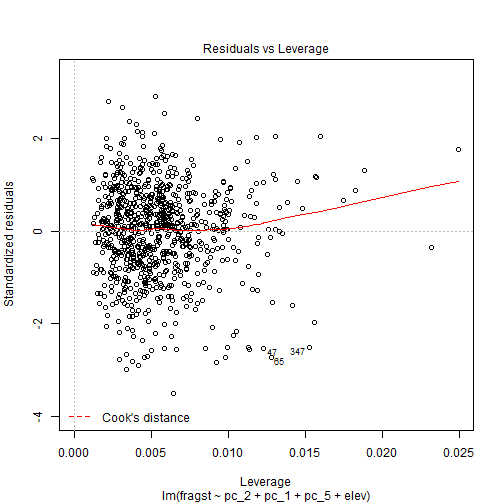 Residuals vs Leverage
Standardized residuals
2
0
-2
-4
47
347
65
Cook's distance
0.000
0.005
0.010
0.015
0.020
0.025
Leverage
lm(fragst ~ pc_2 + pc_1 + pc_5 + elev)